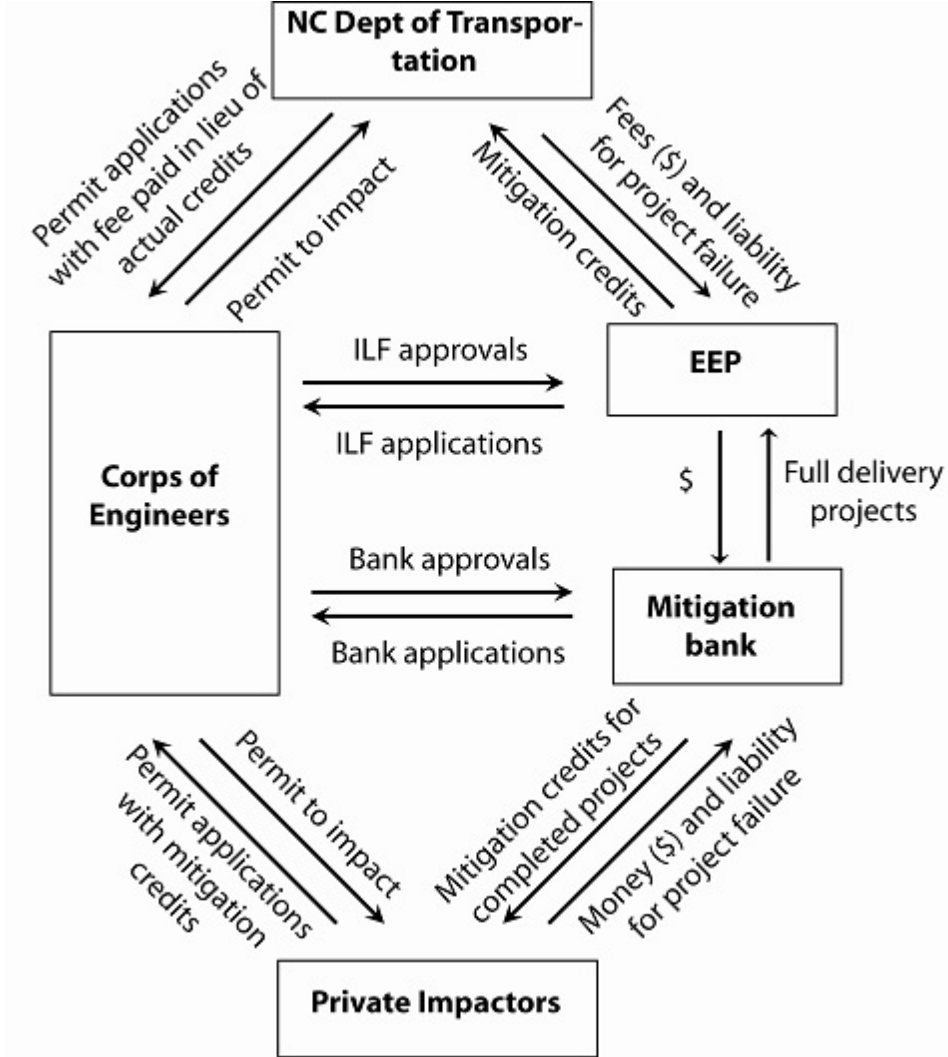 NC Dept of Transpor-
tation
Permit applications
with fee paid in lieu of
actual credits
Permit to impact
Fees ($) and liability
for project failure
Mitigation credits
ILF approvals
ILF applications
EEP
Corps of
Engineers
$
Full delivery
projects
Bank approvals
Bank applications
Mitigation
bank
Permit to impact
Permit applications
with mitigation
credits
Mitigation credits for
completed projects
Money ($) and liability
for project failure
Private Impactors